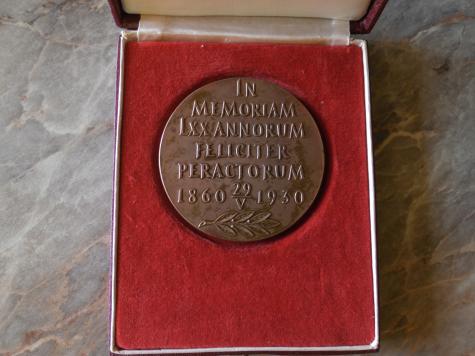 IN
MEMORIAM
LXX ANNORUM
FELICITER
PERACTORUM
1860 29/V 1930